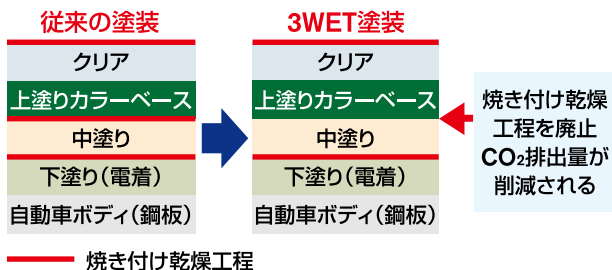 従来の塗装
クリア
上塗りカラーベース
中塗り
下塗り(電着)
自動車ボディ(鋼板)
3WET塗装
クリア
上塗りカラーベース
中塗り
下塗り(電着)
自動車ボディ(鋼板)
焼き付け乾燥
工程を廃止
CO₂排出量が
削減される
焼き付け乾燥工程